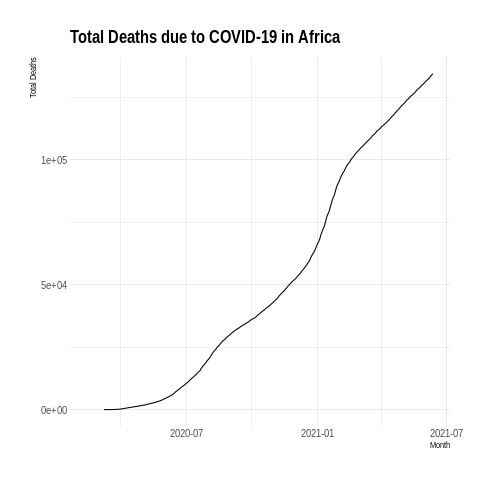 Total Deaths due to COVID-19 in Africa
Total Deaths
1e+05
5e+04
0e+00
2020-07 2021-01 2021-07
Month